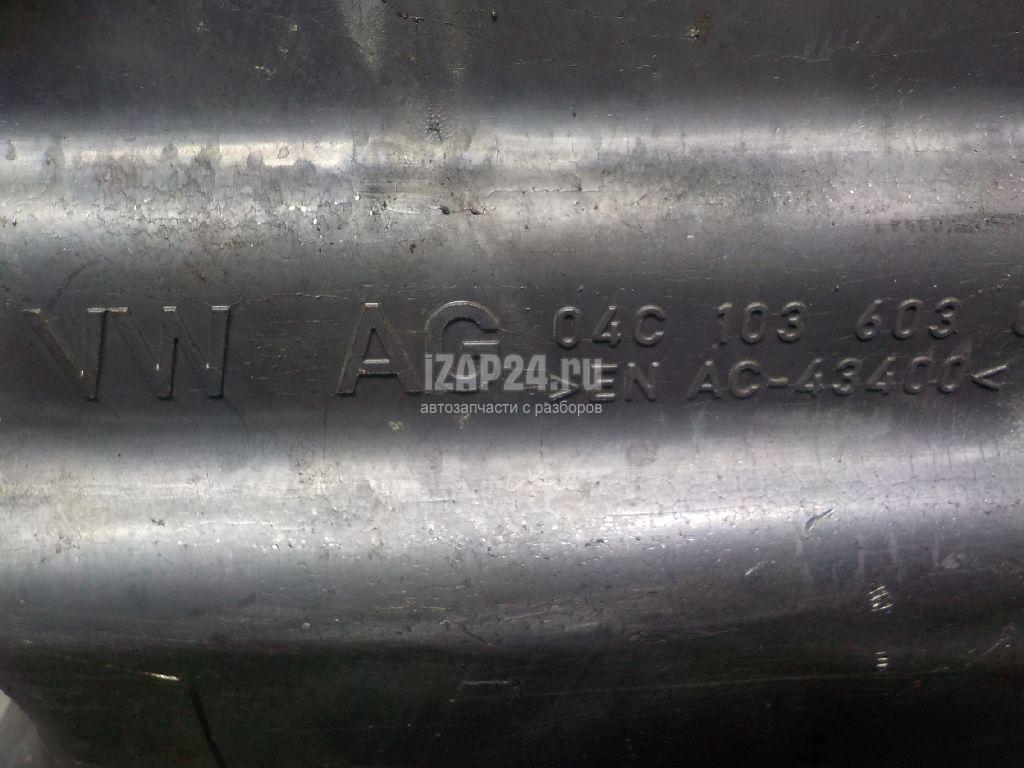 VW AG
04C 103 603
>EN AC-43400<
iZAP24.ru
автозапчасти с разборов